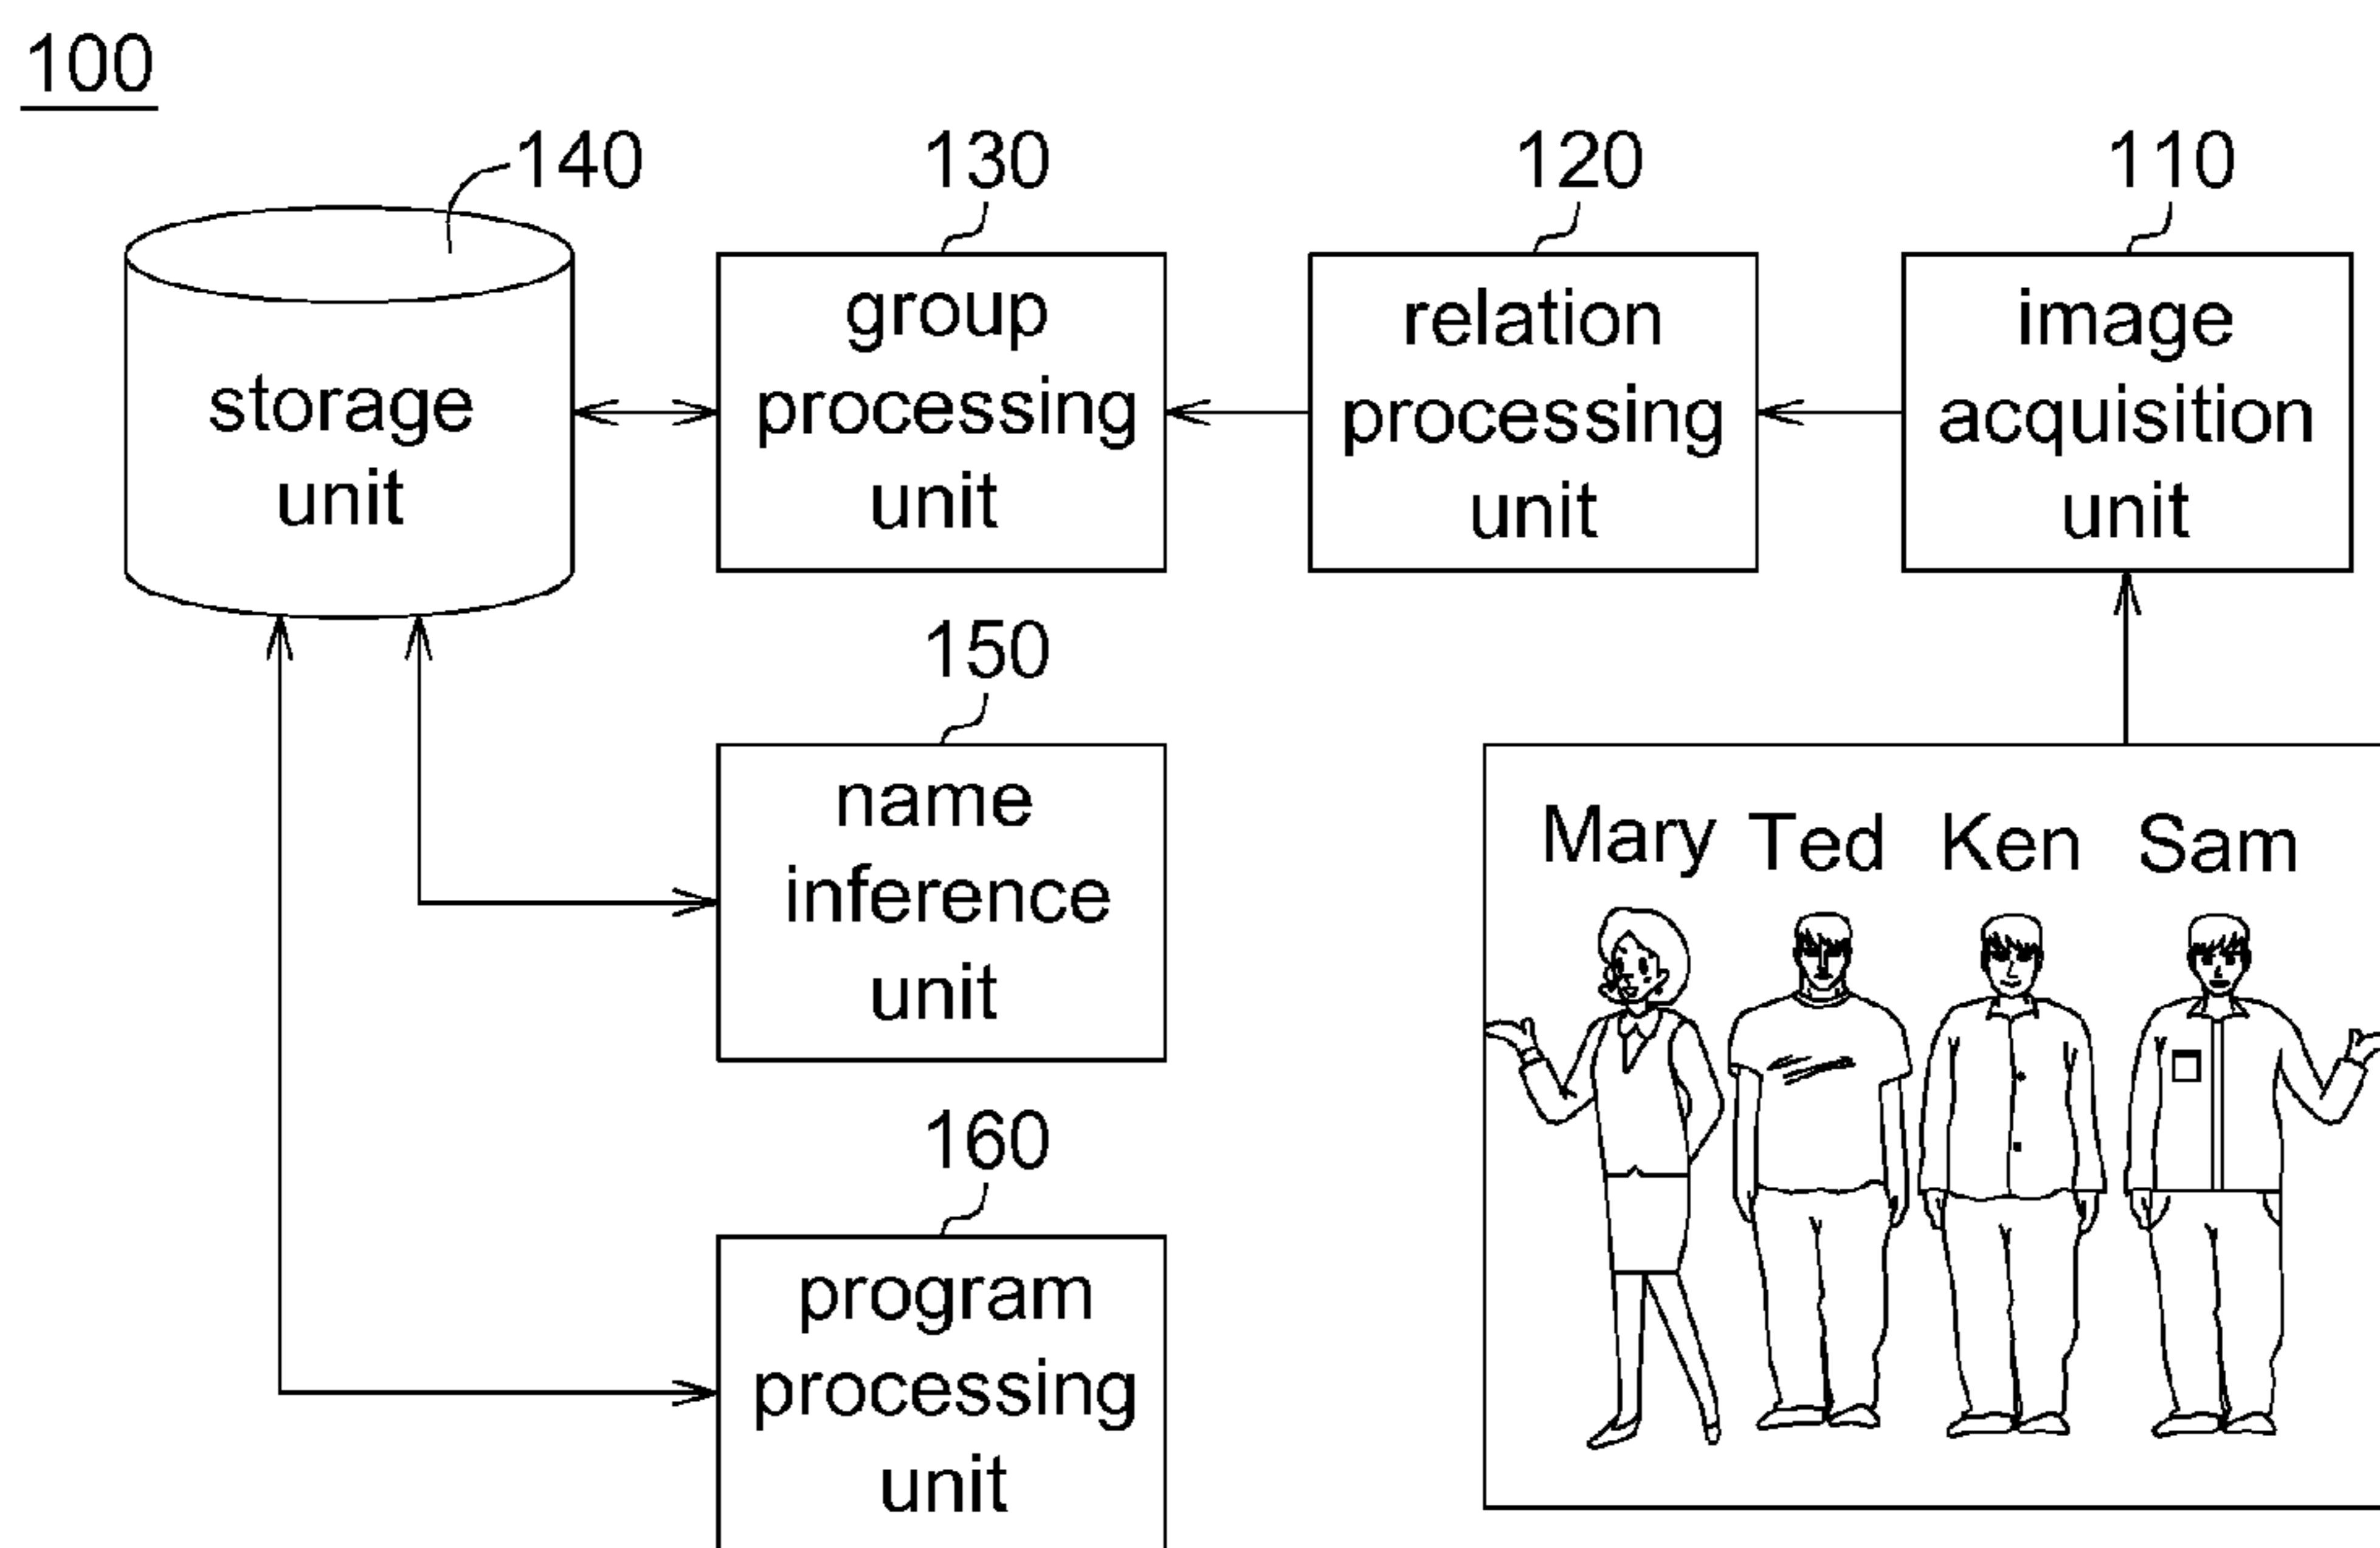 100
140
130
120
110
storage
unit
group
processing
unit
relation
processing
unit
image
acquisition
unit
150
name
inference
unit
Mary Ted Ken Sam
160
program
processing
unit